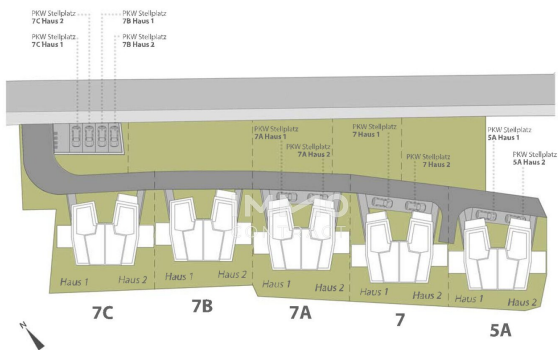 PKW Stellplatz
7C Haus 2
PKW Stellplatz
7B Haus 1
PKW Stellplatz
7C Haus 1
PKW Stellplatz
7B Haus 2
PKW Stellplatz
7A Haus 1
PKW Stellplatz
7A Haus 2
PKW Stellplatz
7 Haus 1
PKW Stellplatz
7 Haus 2
PKW Stellplatz
5A Haus 1
PKW Stellplatz
5A Haus 2
Haus 1 Haus 2
Haus 1 Haus 2
Haus 1 Haus 2
Haus 1 Haus 2
Haus 1 Haus 2
7C
7B
7A
7
5A
N